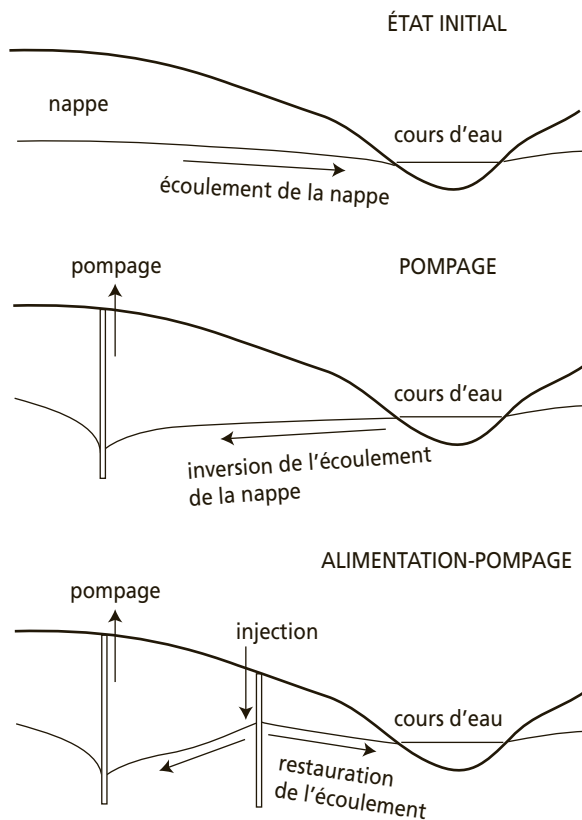 ÉTAT INITIAL
nappe
cours d'eau
écoulement de la nappe
pompage
POMPAGE
cours d'eau
inversion de l'écoulement
de la nappe
ALIMENTATION-POMPAGE
pompage
injection
cours d'eau
restauration
de l'écoulement